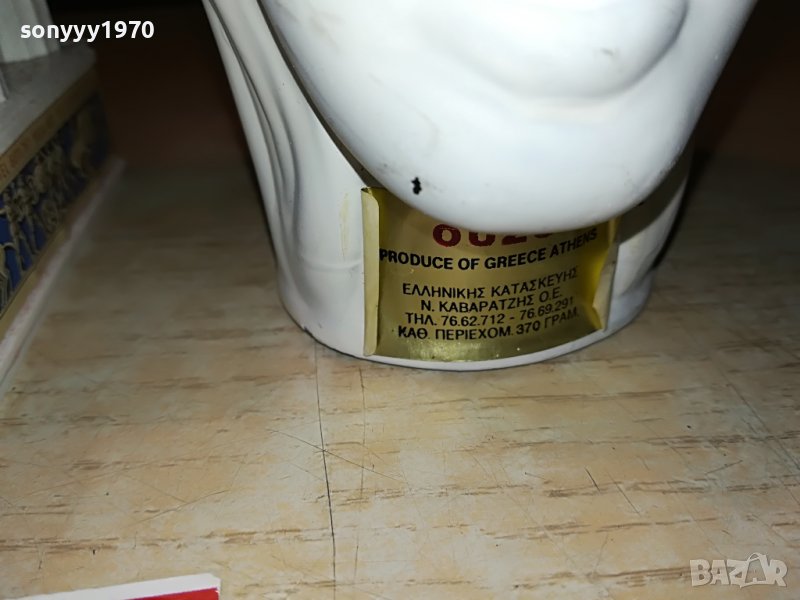 sonyyy1970
PRODUCE OF GREECE ATHENS
ΕΛΛΗΝΙΚΗΣ ΚΑΤΑΣΚΕΥΗΣ
Ν. ΚΑΒΑΡΑΤΖΗΣ Ο.Ε.
ΤΗΛ. 76.62.712 - 76.69.291
ΚΑΘ. ΠΕΡΙΕΧΟΜ. 370 ΓΡΑΜ.
BAZAR.BG